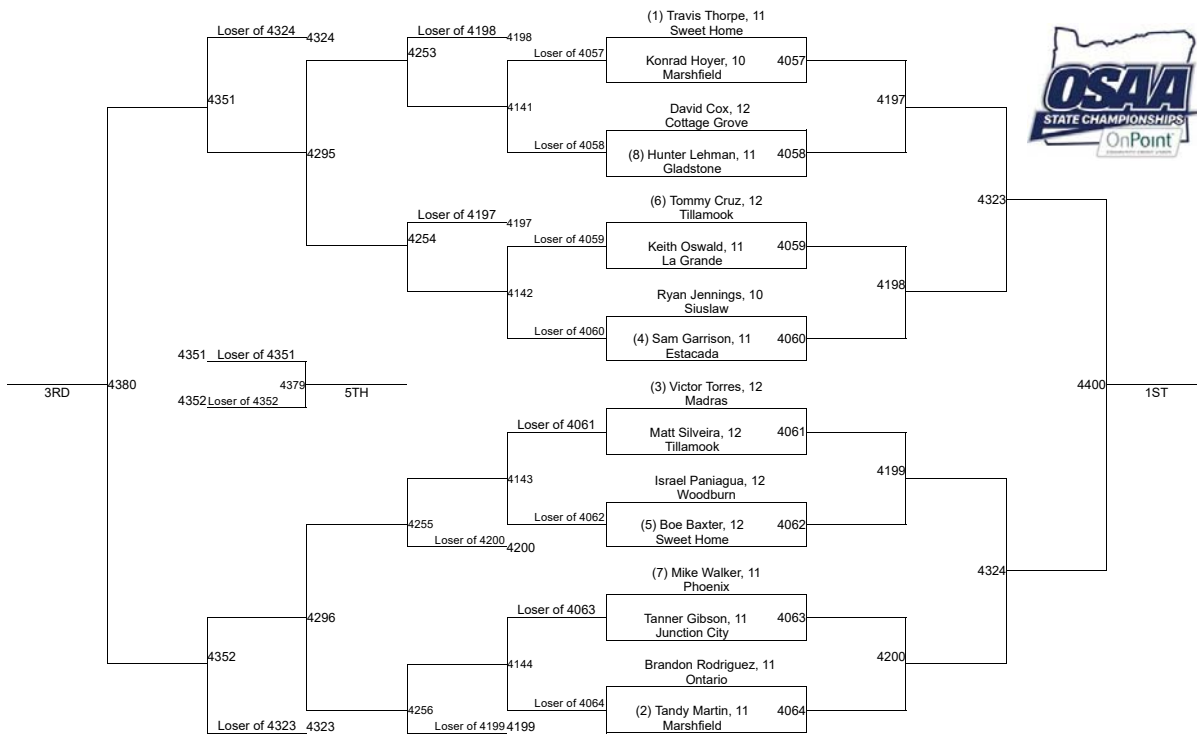 (1) Travis Thorpe, 11
Sweet Home
Loser of 4324
4324
Loser of 4198
4198
4253
Loser of 4057
Konrad Hoyer, 10
4057
Marshfield
OSAA
STATE CHAMPIONSHIPS
OnPoint
4351
4141
4197
David Cox, 12
Cottage Grove
4295
Loser of 4058
(8) Hunter Lehman, 11
4058
Gladstone
(6) Tommy Cruz, 12
Tillamook
4323
Loser of 4197
4197
4254
Loser of 4059
Keith Oswald, 11
4059
La Grande
4142
4198
Ryan Jennings, 10
Siuslaw
Loser of 4060
(4) Sam Garrison, 11
4060
Estacada
4351
Loser of 4351
3RD
4380
4379
5TH
4352
Loser of 4352
(3) Victor Torres, 12
Madras
4400
1ST
Loser of 4061
Matt Silveira, 12
4061
Tillamook
4143
4199
Israel Paniagua, 12
Woodburn
4255
Loser of 4062
(5) Boe Baxter, 12
4062
Sweet Home
Loser of 4200
4200
4324
(7) Mike Walker, 11
Phoenix
4296
Loser of 4063
Tanner Gibson, 11
4063
Junction City
4352
4144
4200
Brandon Rodriguez, 11
Ontario
4256
Loser of 4064
(2) Tandy Martin, 11
4064
Marshfield
Loser of 4323
4323
Loser of 4199
4199